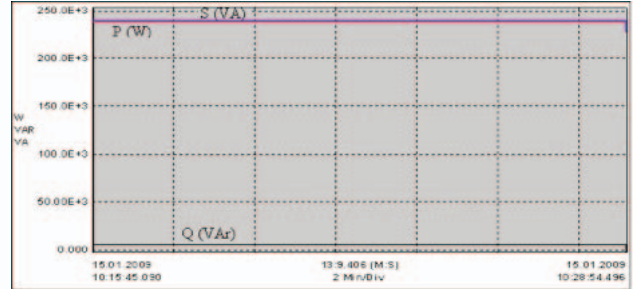 250.0E+3
S (VA)
P (W)
200.0E+3
150.0E+3
W
VAR
VA
100.0E+3
50.00E+3
Q (VAr)
0.000
15.01.2009 13:9.406 (M:S) 15.01.2009
10:15:45.090 2 Min/Div 10:28:54.496